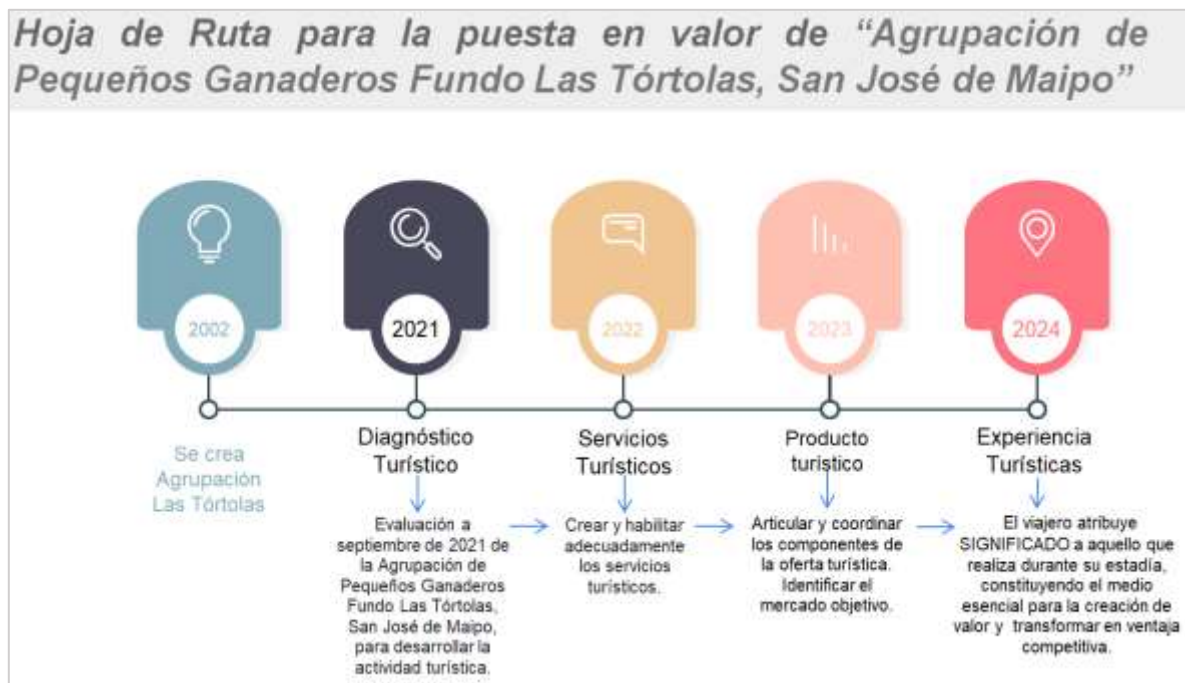 Hoja de Ruta para la puesta en valor de “Agrupación de
Pequeños Ganaderos Fundo Las Tórtolas, San José de Maipo”
2002
2021
2022
2023
2024
Se crea
Agrupación
Las Tórtolas
Diagnóstico
Turístico
Evaluación a
septiembre de 2021 de
la Agrupación de
Pequeños Ganaderos
Fundo Las Tórtolas,
San José de Maipo,
para desarrollar la
actividad turística.
Servicios
Turísticos
Crear y habilitar
adecuadamente
los servicios
turísticos.
Producto
turistico
Articular y coordinar
los componentes de
la oferta turística.
Identificar el
mercado objetivo.
Experiencia
Turísticas
El viajero atribuye
SIGNIFICADO a aquello que
realiza durante su estadía,
constituyendo el medio
esencial para la creación de
valor y transformar en ventaja
competitiva.